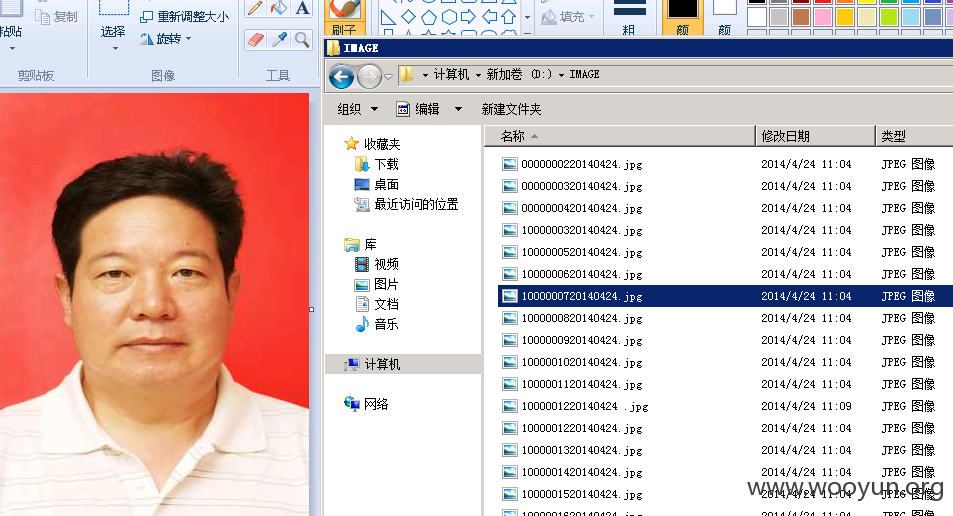 粘贴
复制
选择
重新调整大小
旋转
A
剪贴板
图像
工具
刷子
填充
粗
颜
颜
IMAGE
计算机 新加卷 (D:) IMAGE
组织 编辑 新建文件夹
收藏夹
下载
桌面
最近访问的位置
库
视频
图片
文档
音乐
计算机
网络
名称 修改日期 类型
0000000220140424.jpg 2014/4/24 11:04 JPEG 图像
0000000320140424.jpg 2014/4/24 11:04 JPEG 图像
0000000420140424.jpg 2014/4/24 11:04 JPEG 图像
1000000320140424.jpg 2014/4/24 11:04 JPEG 图像
1000000520140424.jpg 2014/4/24 11:04 JPEG 图像
1000000620140424.jpg 2014/4/24 11:04 JPEG 图像
1000000720140424.jpg 2014/4/24 11:04 JPEG 图像
1000000820140424.jpg 2014/4/24 11:04 JPEG 图像
1000000920140424.jpg 2014/4/24 11:04 JPEG 图像
1000001020140424.jpg 2014/4/24 11:04 JPEG 图像
1000001120140424.jpg 2014/4/24 11:04 JPEG 图像
1000001220140424 .jpg 2014/4/24 11:09 JPEG 图像
1000001220140424.jpg 2014/4/24 11:04 JPEG 图像
1000001320140424.jpg 2014/4/24 11:04 JPEG 图像
1000001420140424.jpg 2014/4/24 11:04 JPEG 图像
1000001520140424.jpg 2014/4/24 11:04 JPEG 图像
www.wooyun.org